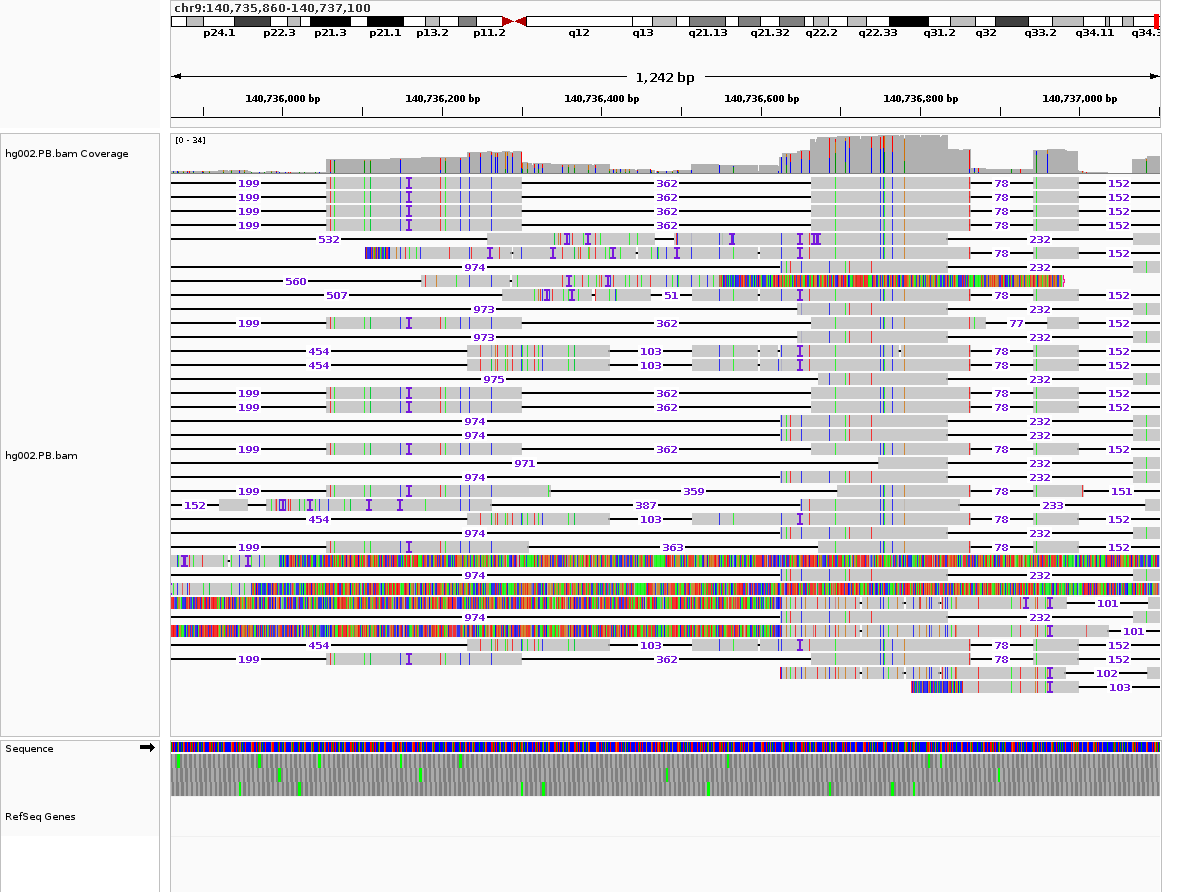 chr9:140,735,860-140,737,100
p24.1 p22.3 p21.3 p21.1 p13.2 p11.2 q12 q13 q21.13 q21.32 q22.2 q22.33 q31.2 q32 q33.2 q34.11 q34.3
1,242 bp
140,736,000 bp 140,736,200 bp 140,736,400 bp 140,736,600 bp 140,736,800 bp 140,737,000 bp
[0 - 34]
hg002.PB.bam Coverage
199 362 78 152
199 362 78 152
199 362 78 152
199 362 78 152
532 232
78 152
974 232
560
507 51 78 152
973 232
199 362 77 152
973 232
454 103 78 152
454 103 78 152
975 232
199 362 78 152
199 362 78 152
974 232
974 232
199 362 78 152
hg002.PB.bam
971 232
974 232
199 359 78 151
152 387 233
454 103 78 152
974 232
199 363 78 152
974 232
101
974 232
101
454 103 78 152
199 362 78 152
102
103
Sequence
RefSeq Genes